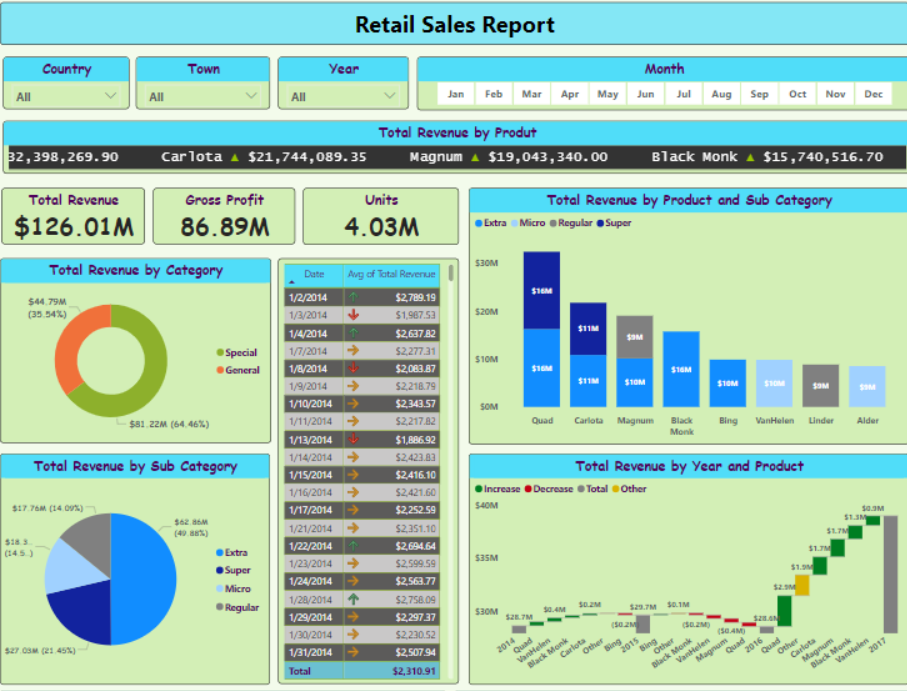 Retail Sales Report
Country
All
Town
All
Year
All
Month
Jan Feb Mar Apr May Jun Jul Aug Sep Oct Nov Dec
Total Revenue by Produt
32,398,269.90 Carlota ▲ $21,744,089.35 Magnum ▲ $19,043,340.00 Black Monk ▲ $15,740,516.70
Total Revenue
$126.01M
Gross Profit
86.89M
Units
4.03M
Total Revenue by Category
$44.79M
(35.54%)
$81.22M (64.46%)
Special
General
Total Revenue by Sub Category
$17.76M (14.09%)
$62.86M
(49.88%)
$18.3...
(14.5..)
$27.03M (21.45%)
Extra
Super
Micro
Regular
Date Avg of Total Revenue
1/2/2014 $2,789.19
1/3/2014 $1,987.53
1/4/2014 $2,637.82
1/7/2014 $2,277.31
1/8/2014 $2,083.87
1/9/2014 $2,218.79
1/10/2014 $2,343.57
1/11/2014 $2,217.82
1/13/2014 $1,886.92
1/14/2014 $2,423.83
1/15/2014 $2,416.10
1/16/2014 $2,421.60
1/17/2014 $2,252.59
1/21/2014 $2,351.10
1/22/2014 $2,694.64
1/23/2014 $2,599.59
1/24/2014 $2,563.77
1/28/2014 $2,758.09
1/29/2014 $2,297.37
1/30/2014 $2,230.52
1/31/2014 $2,507.94
Total $2,310.91
Total Revenue by Product and Sub Category
Extra Micro Regular Super
$30M
$20M
$10M
$0M
$16M
$16M
$11M
$11M
$9M
$10M
$16M
$10M
$10M
$9M
$9M
Quad Carlota Magnum Black Monk Bing VanHelen Linder Alder
Total Revenue by Year and Product
Increase Decrease Total Other
$40M
$35M
$30M
$28.7M
$0.4M
$0.2M
($0.2M)
$29.7M
$0.1M
($0.2M)
($0.4M)
$28.6M
$2.9M
$1.9M
$1.7M
$1.7M
$1.3M
$0.9M
2014 Quad VanHelen Black Monk Carlota Other Bing 2015 Bing Other Black Monk VanHelen Magnum Quad 2016 Quad Other Carlota Magnum Black Monk VanHelen 2017